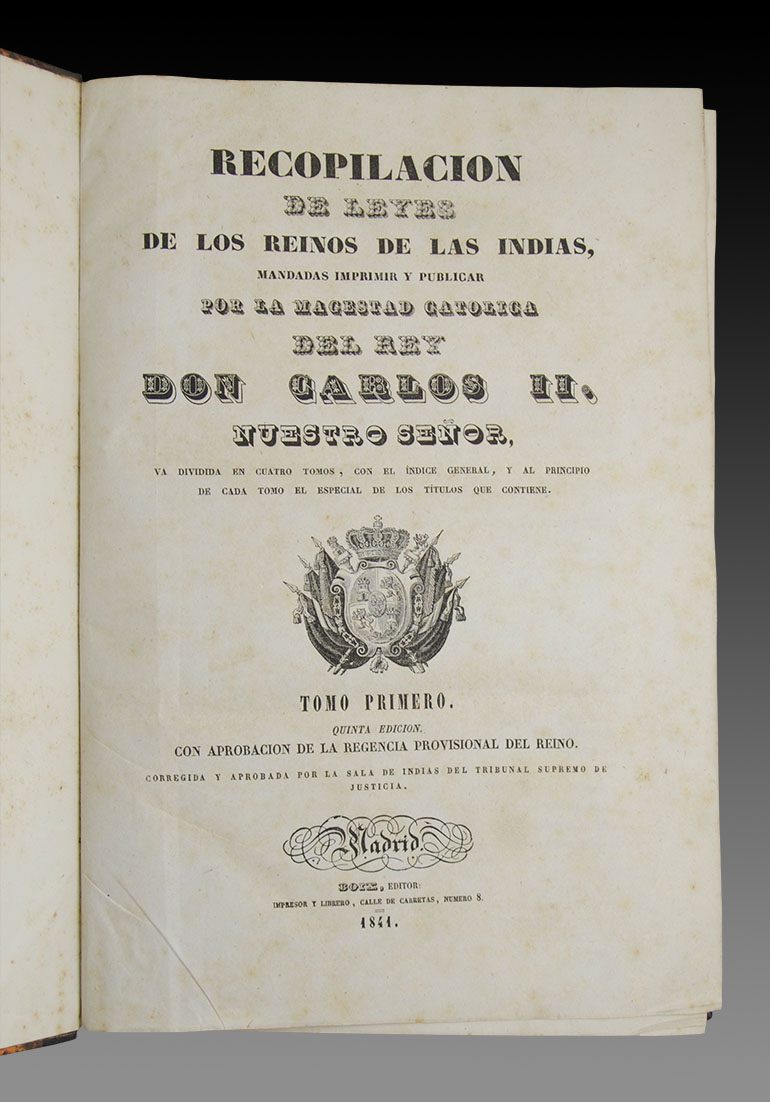 RECOPILACION
DE LEYES
DE LOS REINOS DE LAS INDIAS,
MANDADAS IMPRIMIR Y PUBLICAR
POR LA MAGESTAD CATOLICA
DEL REY
DON CARLOS II.
NUESTRO SEÑOR,
VA DIVIDIDA EN CUATRO TOMOS, CON EL ÍNDICE GENERAL, Y AL PRINCIPIO
DE CADA TOMO EL ESPECIAL DE LOS TÍTULOS QUE CONTIENE.
TOMO PRIMERO.
QUINTA EDICION.
CON APROBACION DE LA REGENCIA PROVISIONAL DEL REINO.
CORREGIDA Y APROBADA POR LA SALA DE INDIAS DEL TRIBUNAL SUPREMO DE
JUSTICIA.
Madrid.
BOIX, EDITOR:
IMPRESOR Y LIBRERO, CALLE DE CARRETAS, NUMERO 8.
1841.